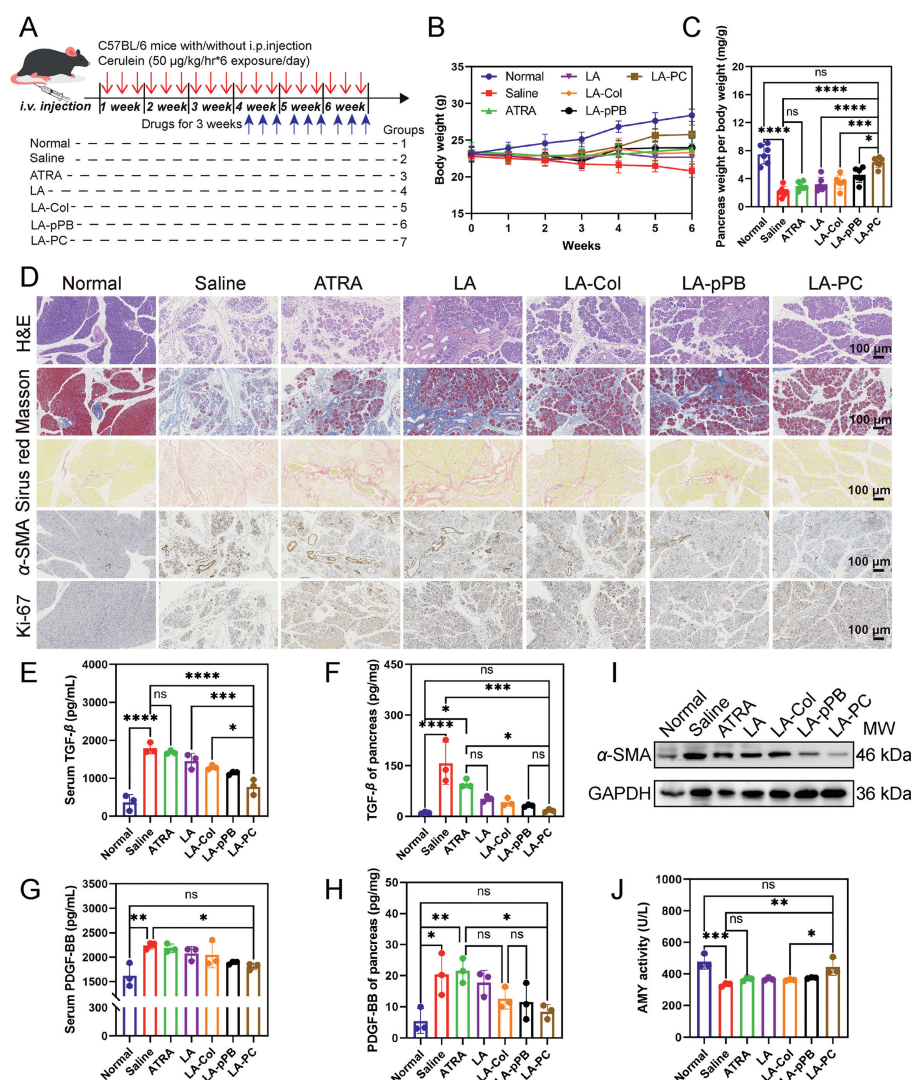 A
C57BL/6 mice with/without i.p.injection
Cerulein (50 μg/kg/hr*6 exposure/day)
i.v. injection
1 week 2 week 3 week 4 week 5 week 6 week
Drugs for 3 weeks
Groups
Normal 1
Saline 2
ATRA 3
LA 4
LA-Col 5
LA-pPB 6
LA-PC 7
B
Body weight (g)
35
30
25
20
15
Normal LA LA-PC
Saline LA-Col
ATRA LA-pPB
0 1 2 3 4 5 6
Weeks
C
Pancreas weight per body weight (mg/g)
20
16
12
8
4
0
ns
****
****
***
**** ns *
Normal Saline ATRA LA LA-Col LA-pPB LA-PC
D
Normal Saline ATRA LA LA-Col LA-pPB LA-PC
H&E
100 μm
Masson
100 μm
Sirus red
100 μm
α-SMA
100 μm
Ki-67
100 μm
E
Serum TGF-β (pg/mL)
4000
3000
2000
1000
0
****
ns ***
**** *
Normal Saline ATRA LA LA-Col LA-pPB LA-PC
F
TGF-β of pancreas (pg/mg)
450
300
150
0
ns
***
*
**** *
ns ns
Normal Saline ATRA LA LA-Col LA-pPB LA-PC
I
Normal Saline ATRA LA LA-Col LA-pPB LA-PC
MW
α-SMA 46 kDa
GAPDH 36 kDa
G
Serum PDGF-BB (pg/mL)
3500
3000
2500
2000
1500
300
0
ns
** *
Normal Saline ATRA LA LA-Col LA-pPB LA-PC
H
PDGF-BB of pancreas (pg/mg)
50
40
30
20
10
0
ns
** *
* ns ns
Normal Saline ATRA LA LA-Col LA-pPB LA-PC
J
AMY activity (U/L)
1000
800
600
400
200
0
ns
**
*** ns *
Normal Saline ATRA LA LA-Col LA-pPB LA-PC